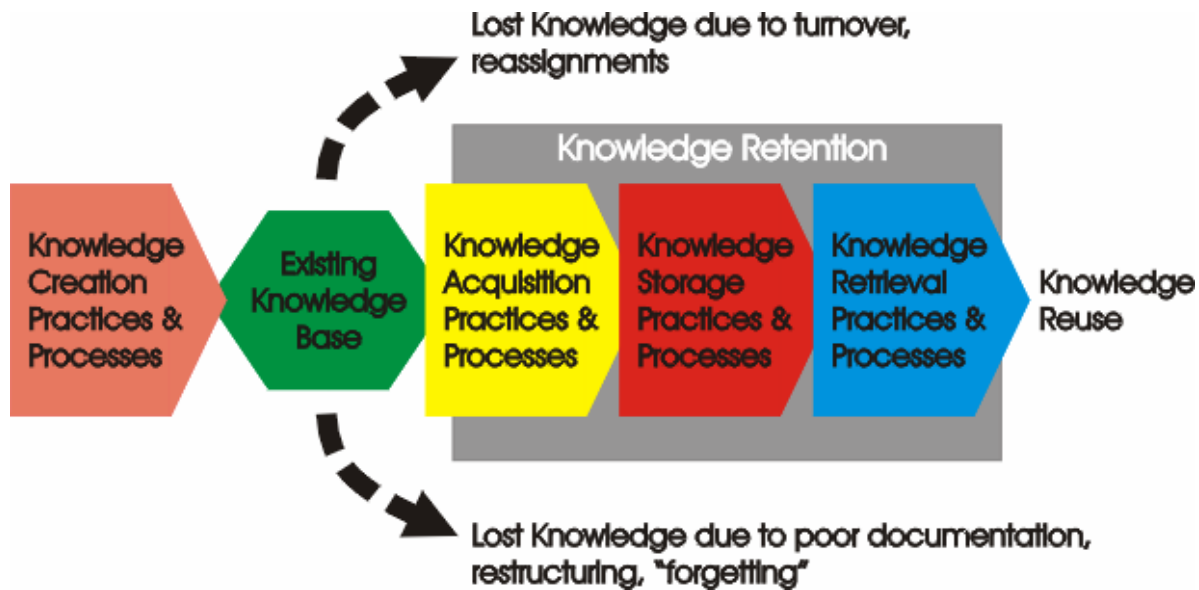 Lost Knowledge due to turnover,
reassignments
Knowledge Retention
Knowledge
Creation
Practices &
Processes
Existing
Knowledge
Base
Knowledge
Acquisition
Practices &
Processes
Knowledge
Storage
Practices &
Processes
Knowledge
Retrieval
Practices &
Processes
Knowledge
Reuse
Lost Knowledge due to poor documentation,
restructuring, "forgetting"